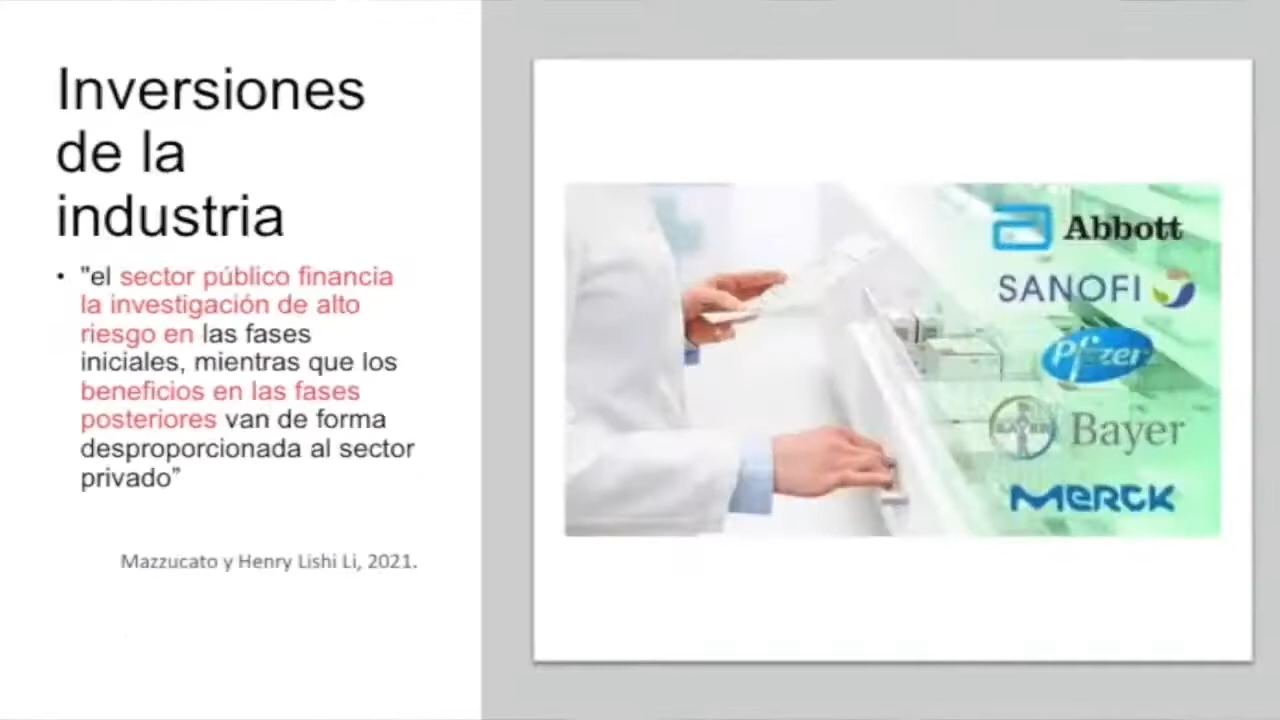 Inversiones
de la
industria
• "el sector público financia
la investigación de alto
riesgo en las fases
iniciales, mientras que los
beneficios en las fases
posteriores van de forma
desproporcionada al sector
privado”
Mazzucato y Henry Lishi Li, 2021.
Abbott
SANOFI
Pfizer
Bayer
MERCK